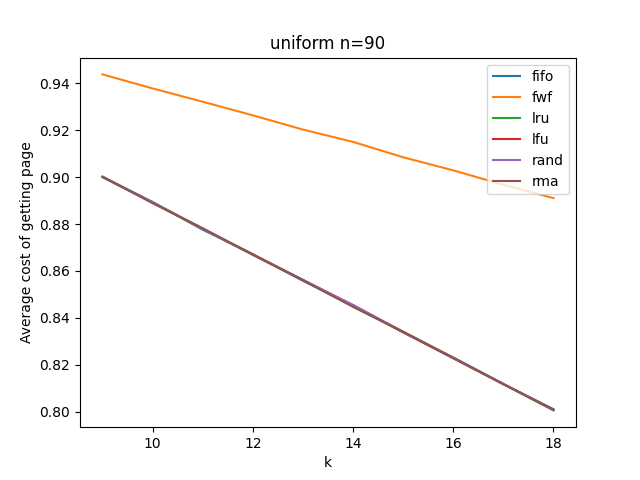 uniform n=90
Average cost of getting page
0.94
0.92
0.90
0.88
0.86
0.84
0.82
0.80
10
12
14
16
18
k
fifo
fwf
lru
lfu
rand
rma